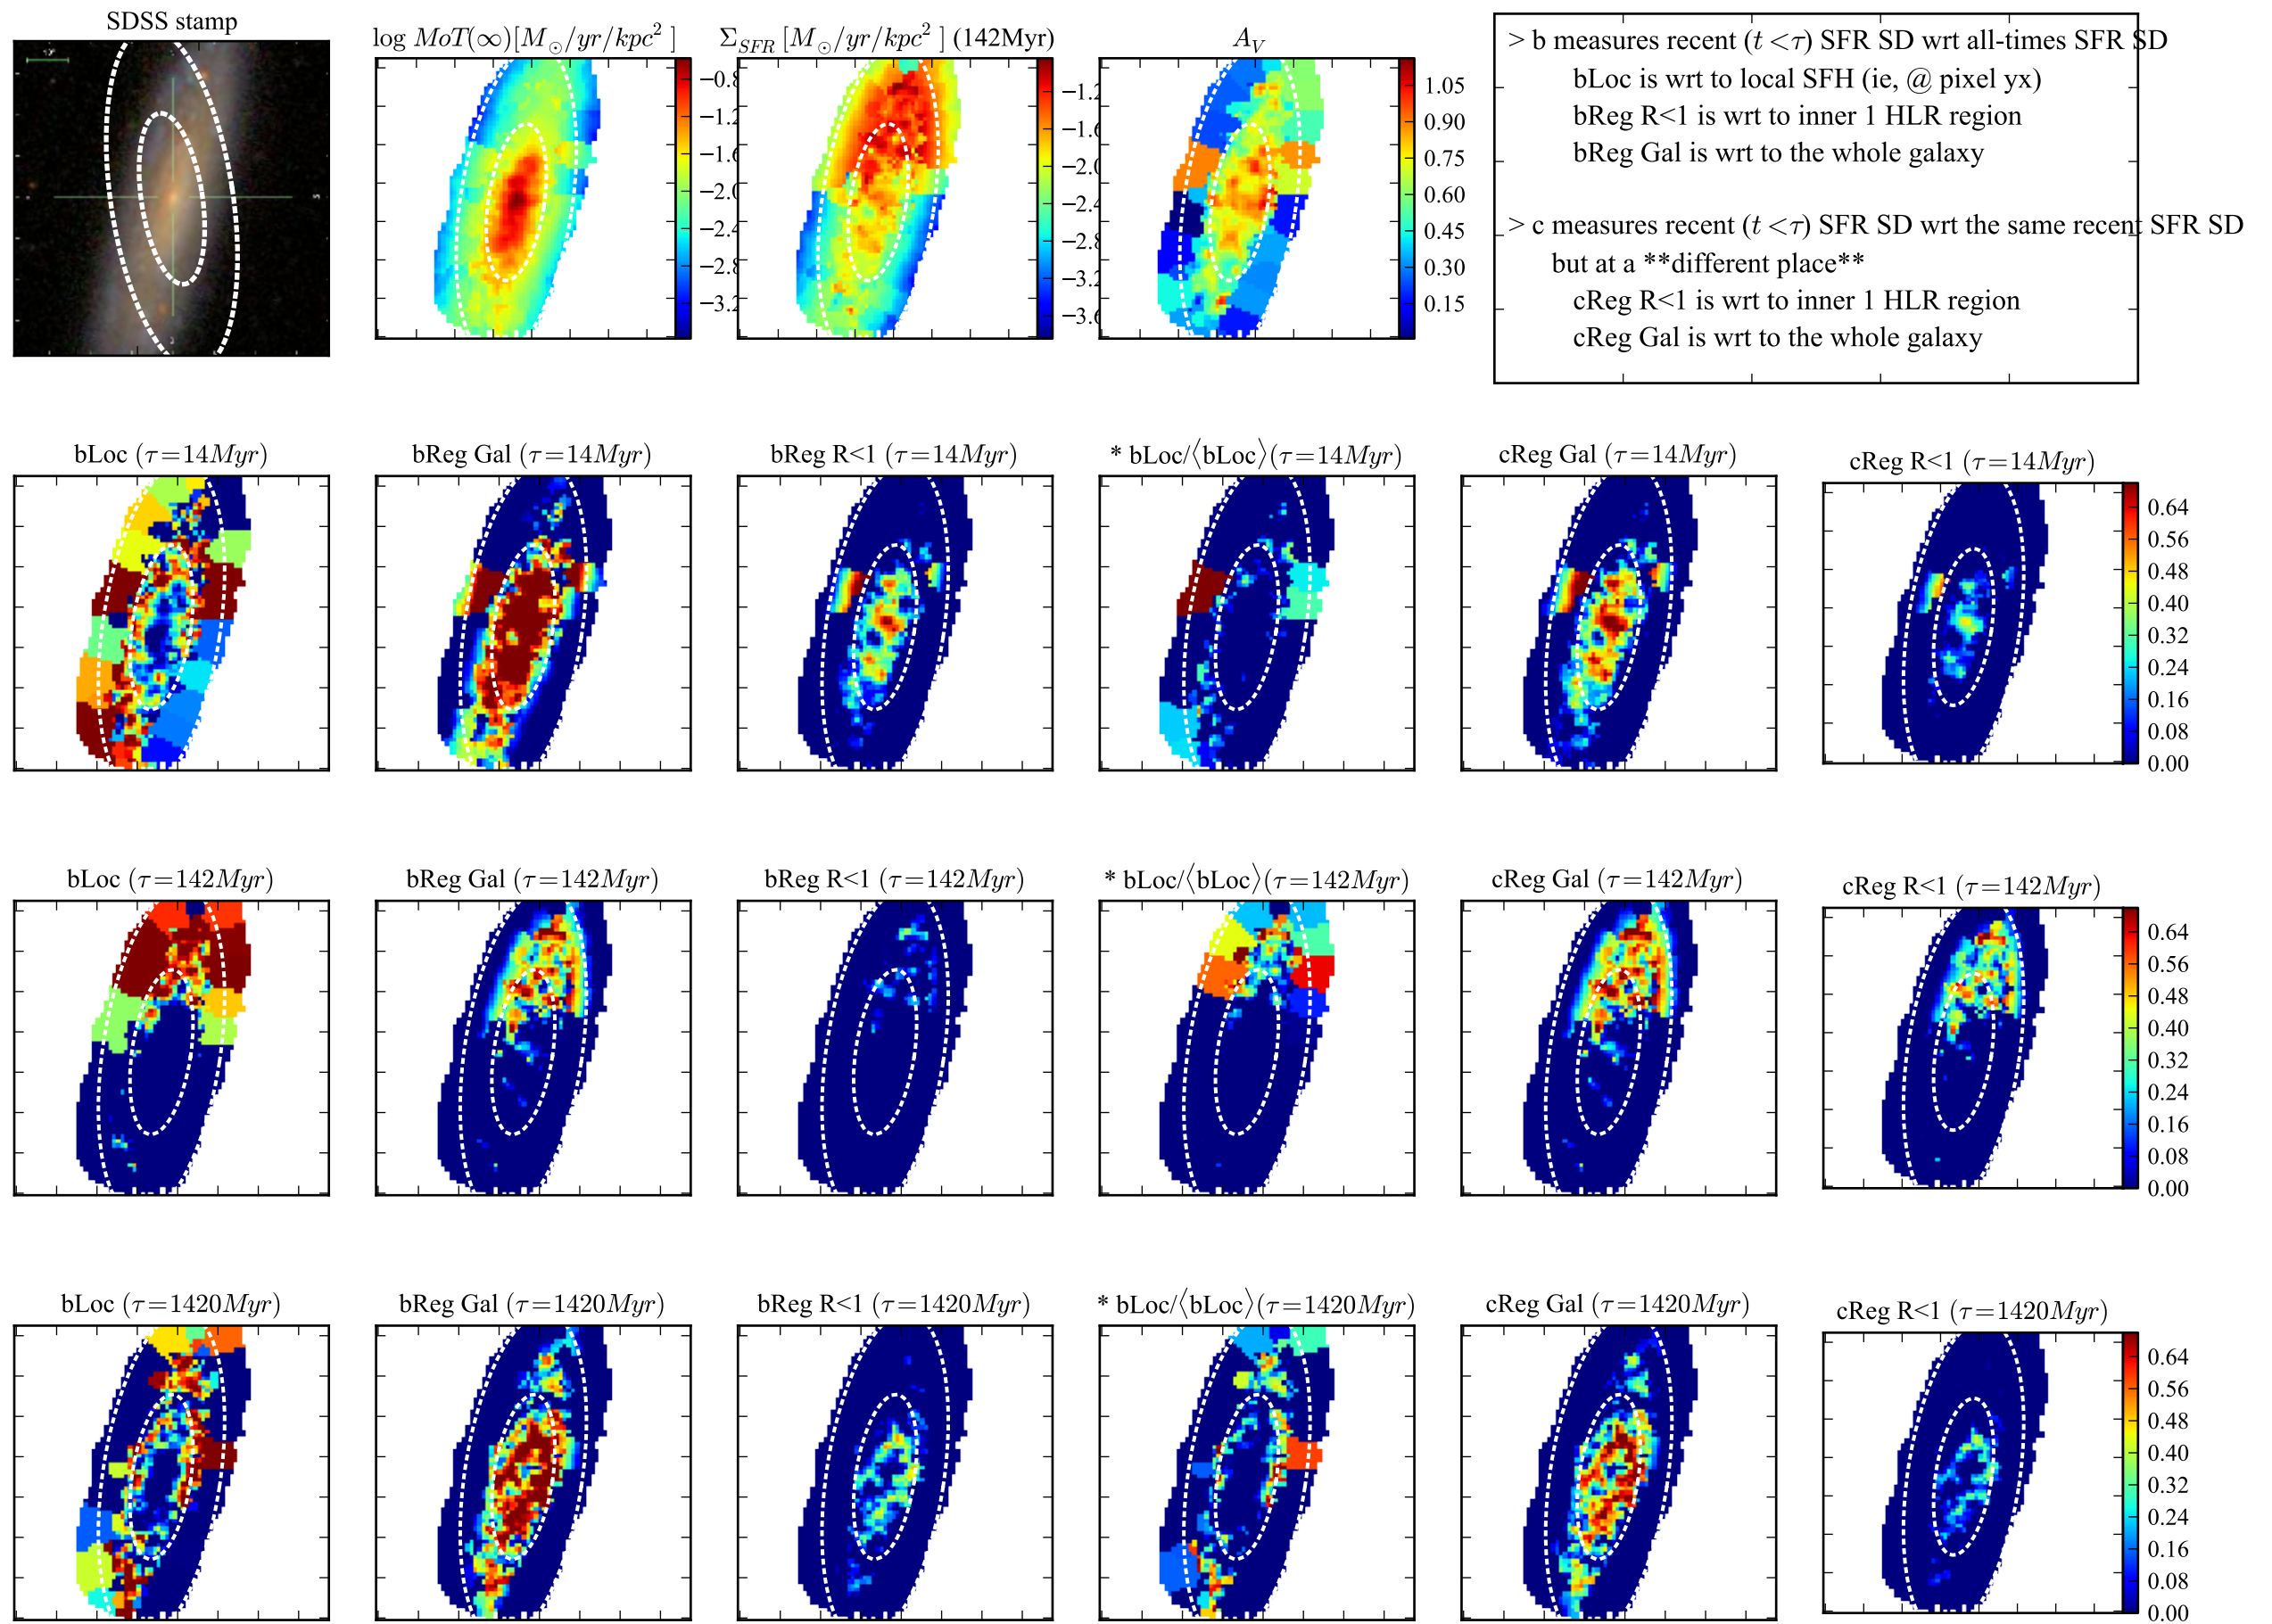 SDSS stamp
log MoT(∞)[M⊙/yr/kpc² ]
Σ_SFR [M⊙/yr/kpc² ] (142Myr)
A_V
−0.8
−1.2
−1.6
−2.0
−2.4
−2.8
−3.2
−1.2
−1.6
−2.0
−2.4
−2.8
−3.2
−3.6
1.05
0.90
0.75
0.60
0.45
0.30
0.15
> b measures recent (t <τ) SFR SD wrt all-times SFR SD
bLoc is wrt to local SFH (ie, @ pixel yx)
bReg R<1 is wrt to inner 1 HLR region
bReg Gal is wrt to the whole galaxy
> c measures recent (t <τ) SFR SD wrt the same recent SFR SD
but at a **different place**
cReg R<1 is wrt to inner 1 HLR region
cReg Gal is wrt to the whole galaxy
bLoc (τ=14Myr)
bReg Gal (τ=14Myr)
bReg R<1 (τ=14Myr)
* bLoc/⟨bLoc⟩(τ=14Myr)
cReg Gal (τ=14Myr)
cReg R<1 (τ=14Myr)
0.64
0.56
0.48
0.40
0.32
0.24
0.16
0.08
0.00
bLoc (τ=142Myr)
bReg Gal (τ=142Myr)
bReg R<1 (τ=142Myr)
* bLoc/⟨bLoc⟩(τ=142Myr)
cReg Gal (τ=142Myr)
cReg R<1 (τ=142Myr)
0.64
0.56
0.48
0.40
0.32
0.24
0.16
0.08
0.00
bLoc (τ=1420Myr)
bReg Gal (τ=1420Myr)
bReg R<1 (τ=1420Myr)
* bLoc/⟨bLoc⟩(τ=1420Myr)
cReg Gal (τ=1420Myr)
cReg R<1 (τ=1420Myr)
0.64
0.56
0.48
0.40
0.32
0.24
0.16
0.08
0.00